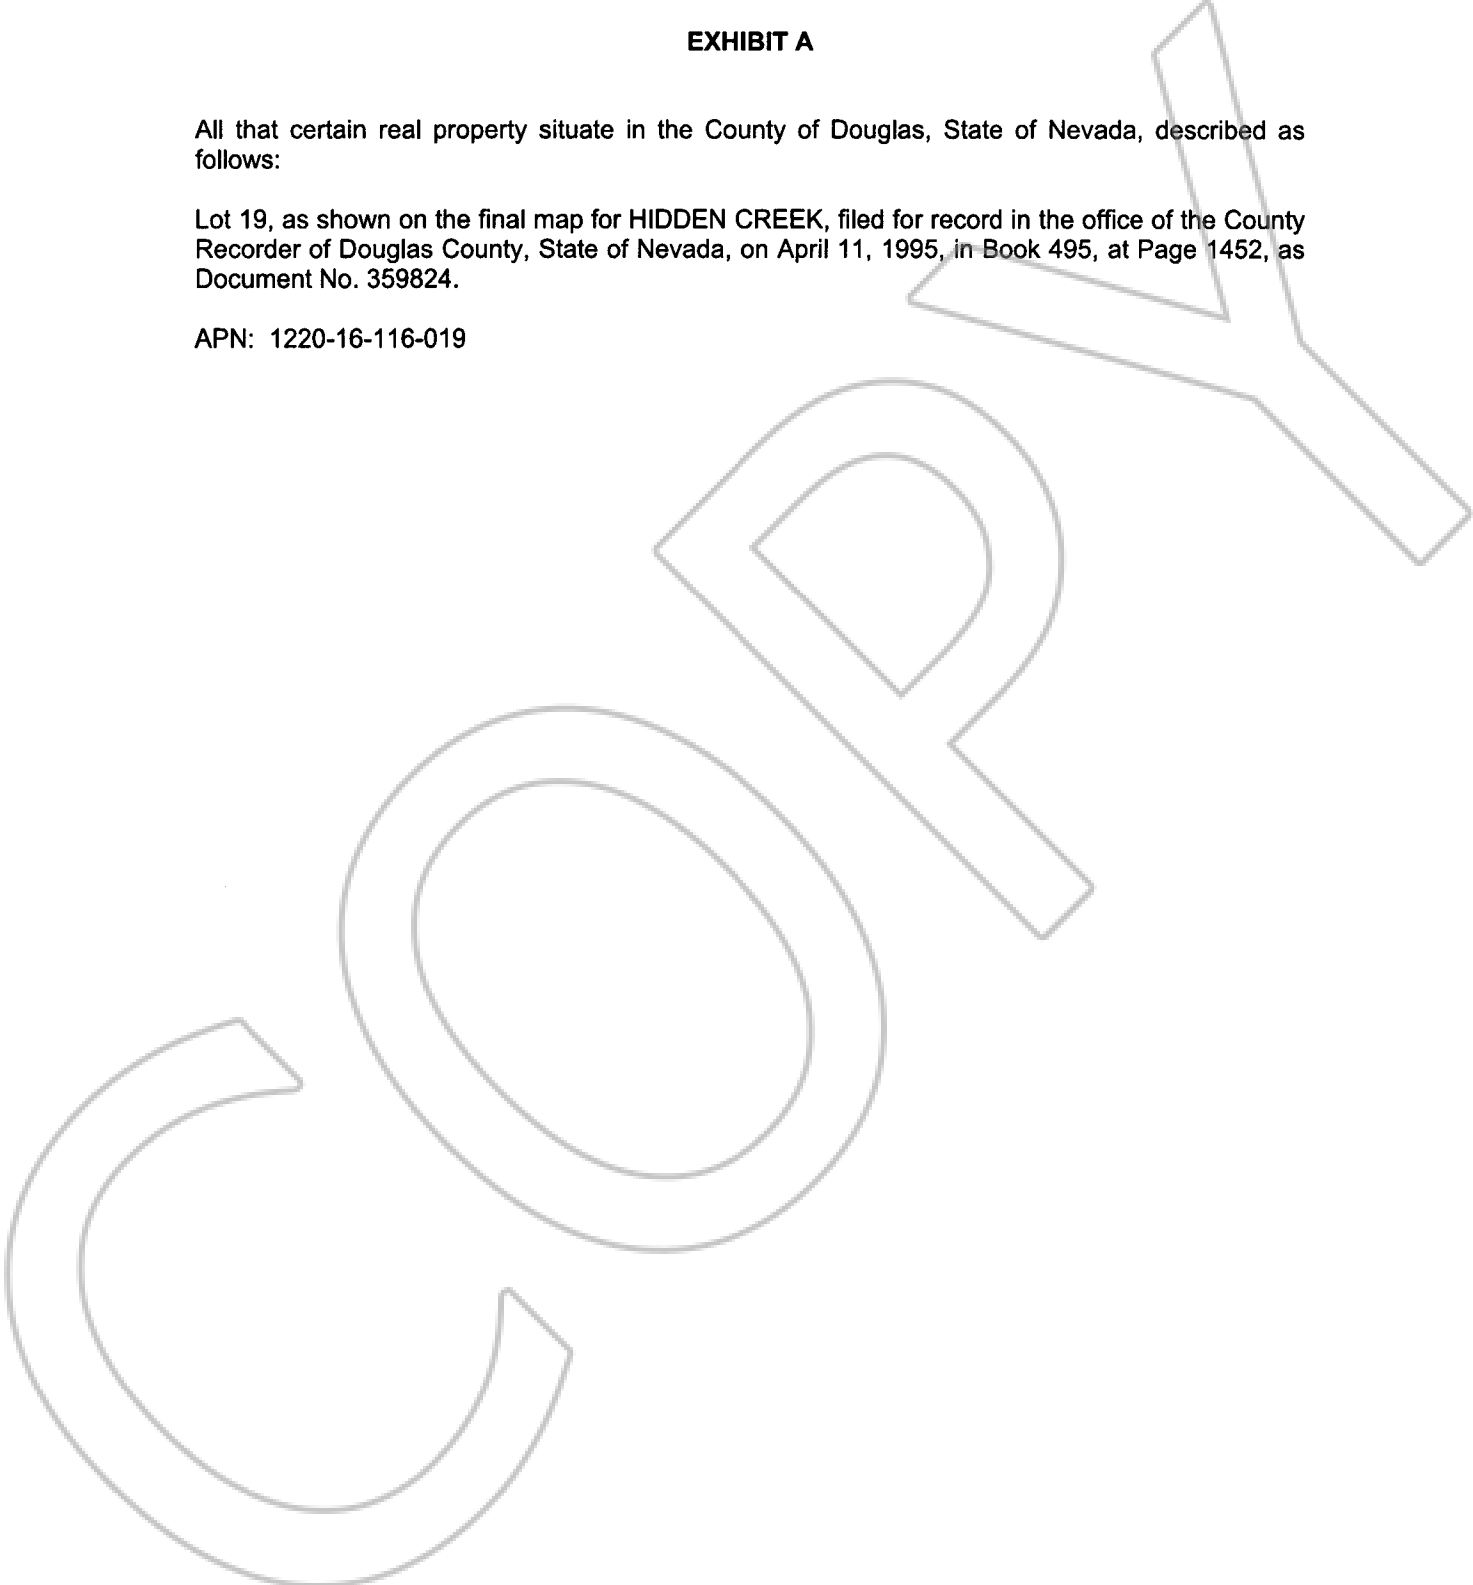 EXHIBIT A
All that certain real property situate in the County of Douglas, State of Nevada, described as
follows:
Lot 19, as shown on the final map for HIDDEN CREEK, filed for record in the office of the County
Recorder of Douglas County, State of Nevada, on April 11, 1995, in Book 495, at Page 1452, as
Document No. 359824.
APN: 1220-16-116-019
COPY